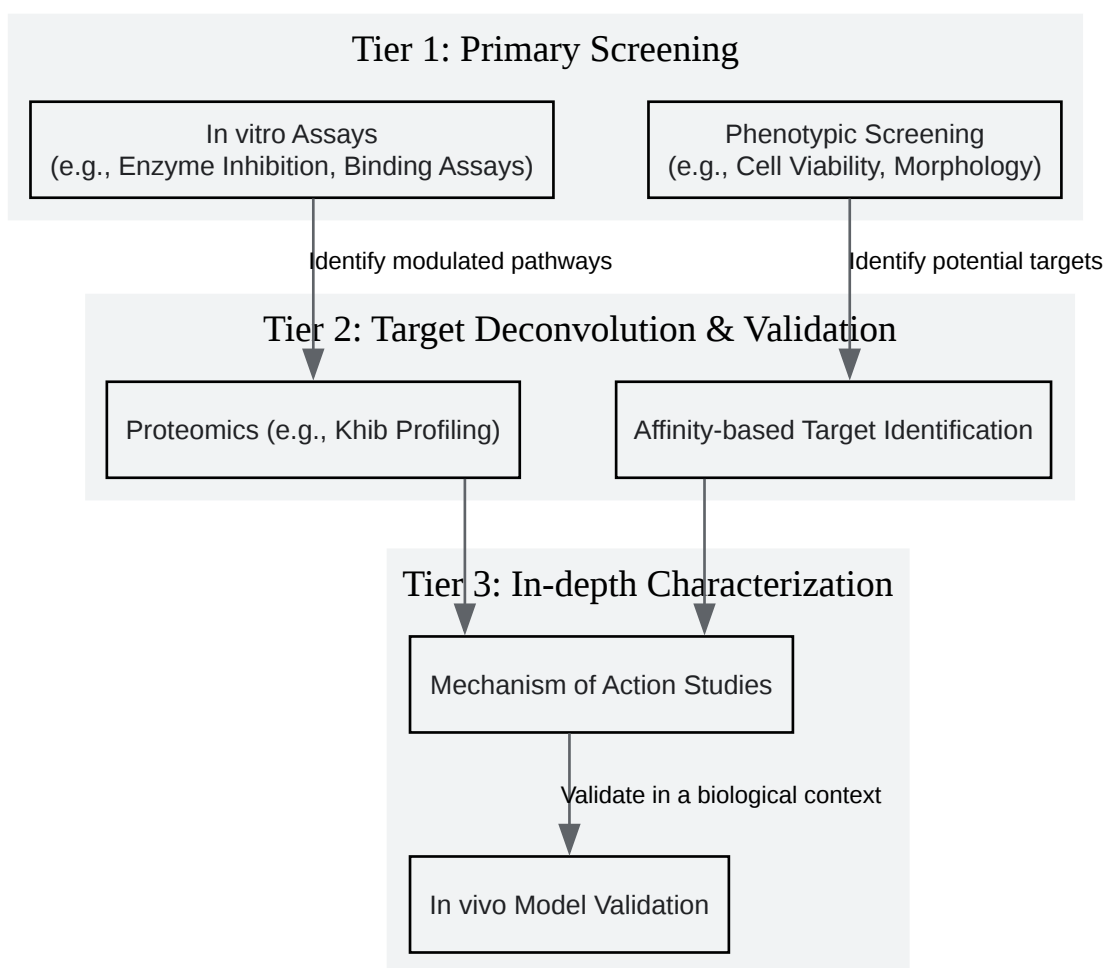 Tier 1: Primary Screening
In vitro Assays
(e.g., Enzyme Inhibition, Binding Assays)
Phenotypic Screening
(e.g., Cell Viability, Morphology)
Identify modulated pathways
Identify potential targets
Tier 2: Target Deconvolution & Validation
Proteomics (e.g., Khib Profiling)
Affinity-based Target Identification
Tier 3: In-depth Characterization
Mechanism of Action Studies
Validate in a biological context
In vivo Model Validation